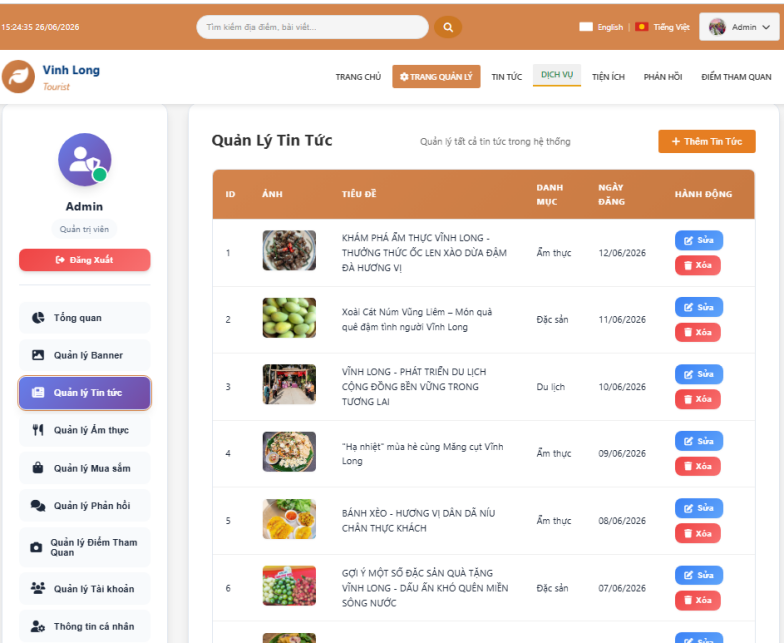 15:24:35 26/06/2026
Tìm kiếm địa điểm, bài viết...
English | Tiếng Việt
Admin
Vinh Long
Tourist
TRANG CHỦ
TRANG QUẢN LÝ
TIN TỨC
DỊCH VỤ
TIỆN ÍCH
PHẢN HỒI
ĐIỂM THAM QUAN
Admin
Quản trị viên
Đăng Xuất
Tổng quan
Quản lý Banner
Quản lý Tin tức
Quản lý Ẩm thực
Quản lý Mua sắm
Quản lý Phản hồi
Quản lý Điểm Tham
Quan
Quản lý Tài khoản
Thông tin cá nhân
Quản Lý Tin Tức
Quản lý tất cả tin tức trong hệ thống
+ Thêm Tin Tức
ID
ẢNH
TIÊU ĐỀ
DANH
MỤC
NGÀY
ĐĂNG
HÀNH ĐỘNG
1
KHÁM PHÁ ẨM THỰC VĨNH LONG -
THƯỞNG THỨC ỐC LEN XÀO DỪA ĐẬM
ĐÀ HƯƠNG VỊ
Ẩm thực
12/06/2026
Sửa
Xóa
2
Xoài Cát Núm Vũng Liêm – Món quà
quê đậm tình người Vĩnh Long
Đặc sản
11/06/2026
Sửa
Xóa
3
VĨNH LONG - PHÁT TRIỂN DU LỊCH
CỘNG ĐỒNG BỀN VỮNG TRONG
TƯƠNG LAI
Du lịch
10/06/2026
Sửa
Xóa
4
"Hạ nhiệt" mùa hè cùng Măng cụt Vĩnh
Long
Ẩm thực
09/06/2026
Sửa
Xóa
5
BÁNH XÈO - HƯƠNG VỊ DÂN DÃ NÍU
CHÂN THỰC KHÁCH
Ẩm thực
08/06/2026
Sửa
Xóa
6
GỢI Ý MỘT SỐ ĐẶC SẢN QUÀ TẶNG
VĨNH LONG - DẤU ẤN KHÓ QUÊN MIỀN
SÔNG NƯỚC
Đặc sản
07/06/2026
Sửa
Xóa
Sửa